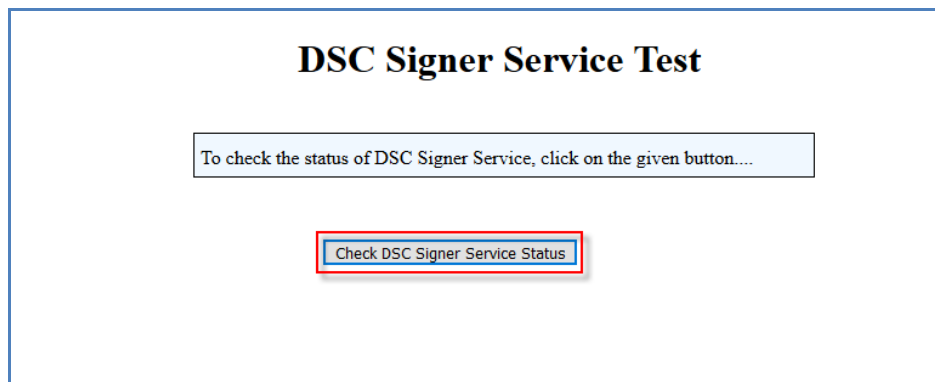 DSC Signer Service Test
To check the status of DSC Signer Service, click on the given button....
Check DSC Signer Service Status